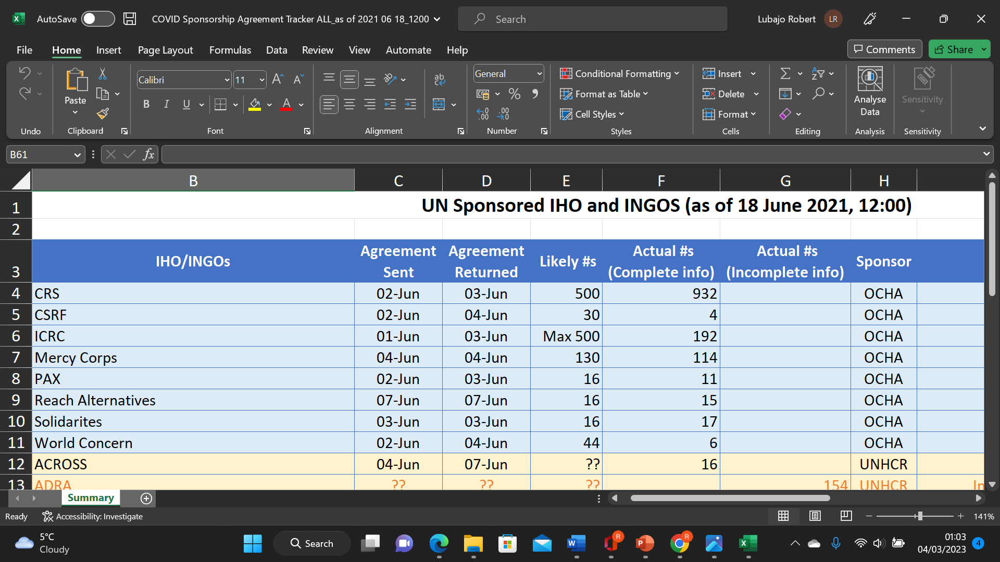 AutoSave COVID Sponsorship Agreement Tracker ALL_as of 2021 06 18_1200 Search Lubajo Robert LR
File Home Insert Page Layout Formulas Data Review View Automate Help Comments Share
Calibri 11 General Conditional Formatting Insert
Paste Format as Table Delete Analyse Data Sensitivity
B I U Cell Styles Format
Undo Clipboard Font Alignment Number Styles Cells Editing Analysis Sensitivity
B61 fx
B C D E F G H
1 UN Sponsored IHO and INGOS (as of 18 June 2021, 12:00)
2
3 IHO/INGOs Agreement Sent Agreement Returned Likely #s Actual #s (Complete info) Actual #s (Incomplete info) Sponsor
4 CRS 02-Jun 03-Jun 500 932 OCHA
5 CSRF 02-Jun 04-Jun 30 4 OCHA
6 ICRC 01-Jun 03-Jun Max 500 192 OCHA
7 Mercy Corps 04-Jun 04-Jun 130 114 OCHA
8 PAX 02-Jun 03-Jun 16 11 OCHA
9 Reach Alternatives 07-Jun 07-Jun 16 15 OCHA
10 Solidarites 03-Jun 03-Jun 16 17 OCHA
11 World Concern 02-Jun 04-Jun 44 6 OCHA
12 ACROSS 04-Jun 07-Jun ?? 16 UNHCR
13 ADRA ?? ?? ?? 154 UNHCR In
Summary
Ready Accessibility: Investigate 141%
5°C
Cloudy
Search
01:03
04/03/2023
4